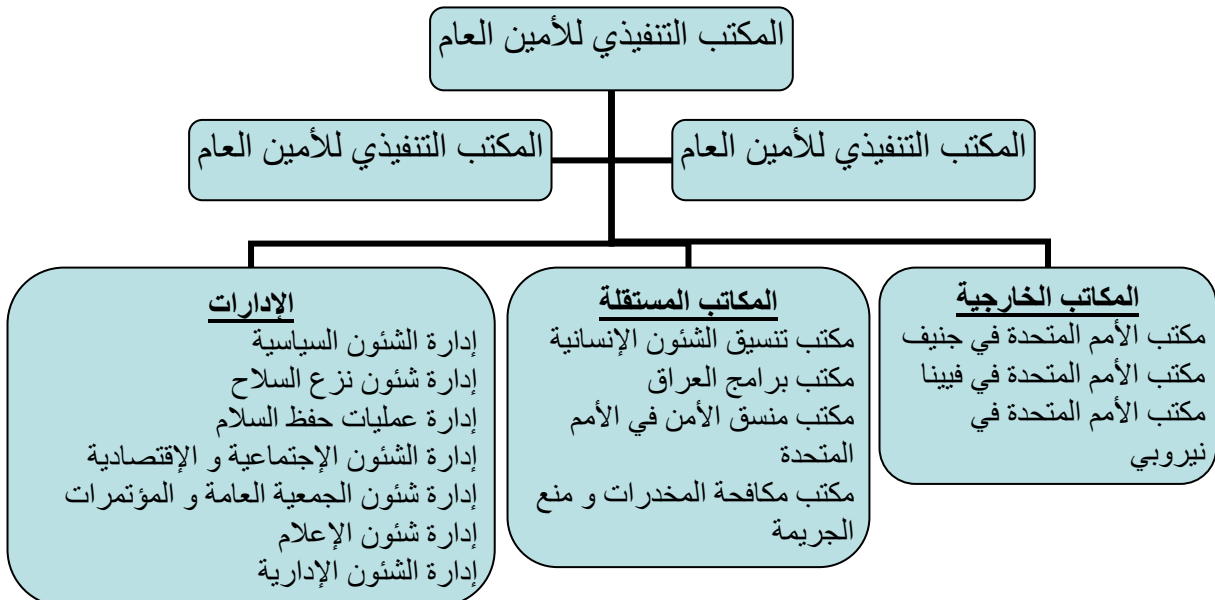 المكتب التنفيذي للأمين العام
المكتب التنفيذي للأمين العام
المكتب التنفيذي للأمين العام
المكاتب الخارجية
مكتب الأمم المتحدة في جنيف
مكتب الأمم المتحدة في فيينا
مكتب الأمم المتحدة في
نيروبي
المكاتب المستقلة
مكتب تنسيق الشئون الإنسانية
مكتب برامج العراق
مكتب منسق الأمن في الأمم
المتحدة
مكتب مكافحة المخدرات و منع
الجريمة
الإدارات
إدارة الشئون السياسية
إدارة شئون نزع السلاح
إدارة عمليات حفظ السلام
إدارة الشئون الإجتماعية و الإقتصادية
إدارة شئون الجمعية العامة و المؤتمرات
إدارة شئون الإعلام
إدارة الشئون الإدارية